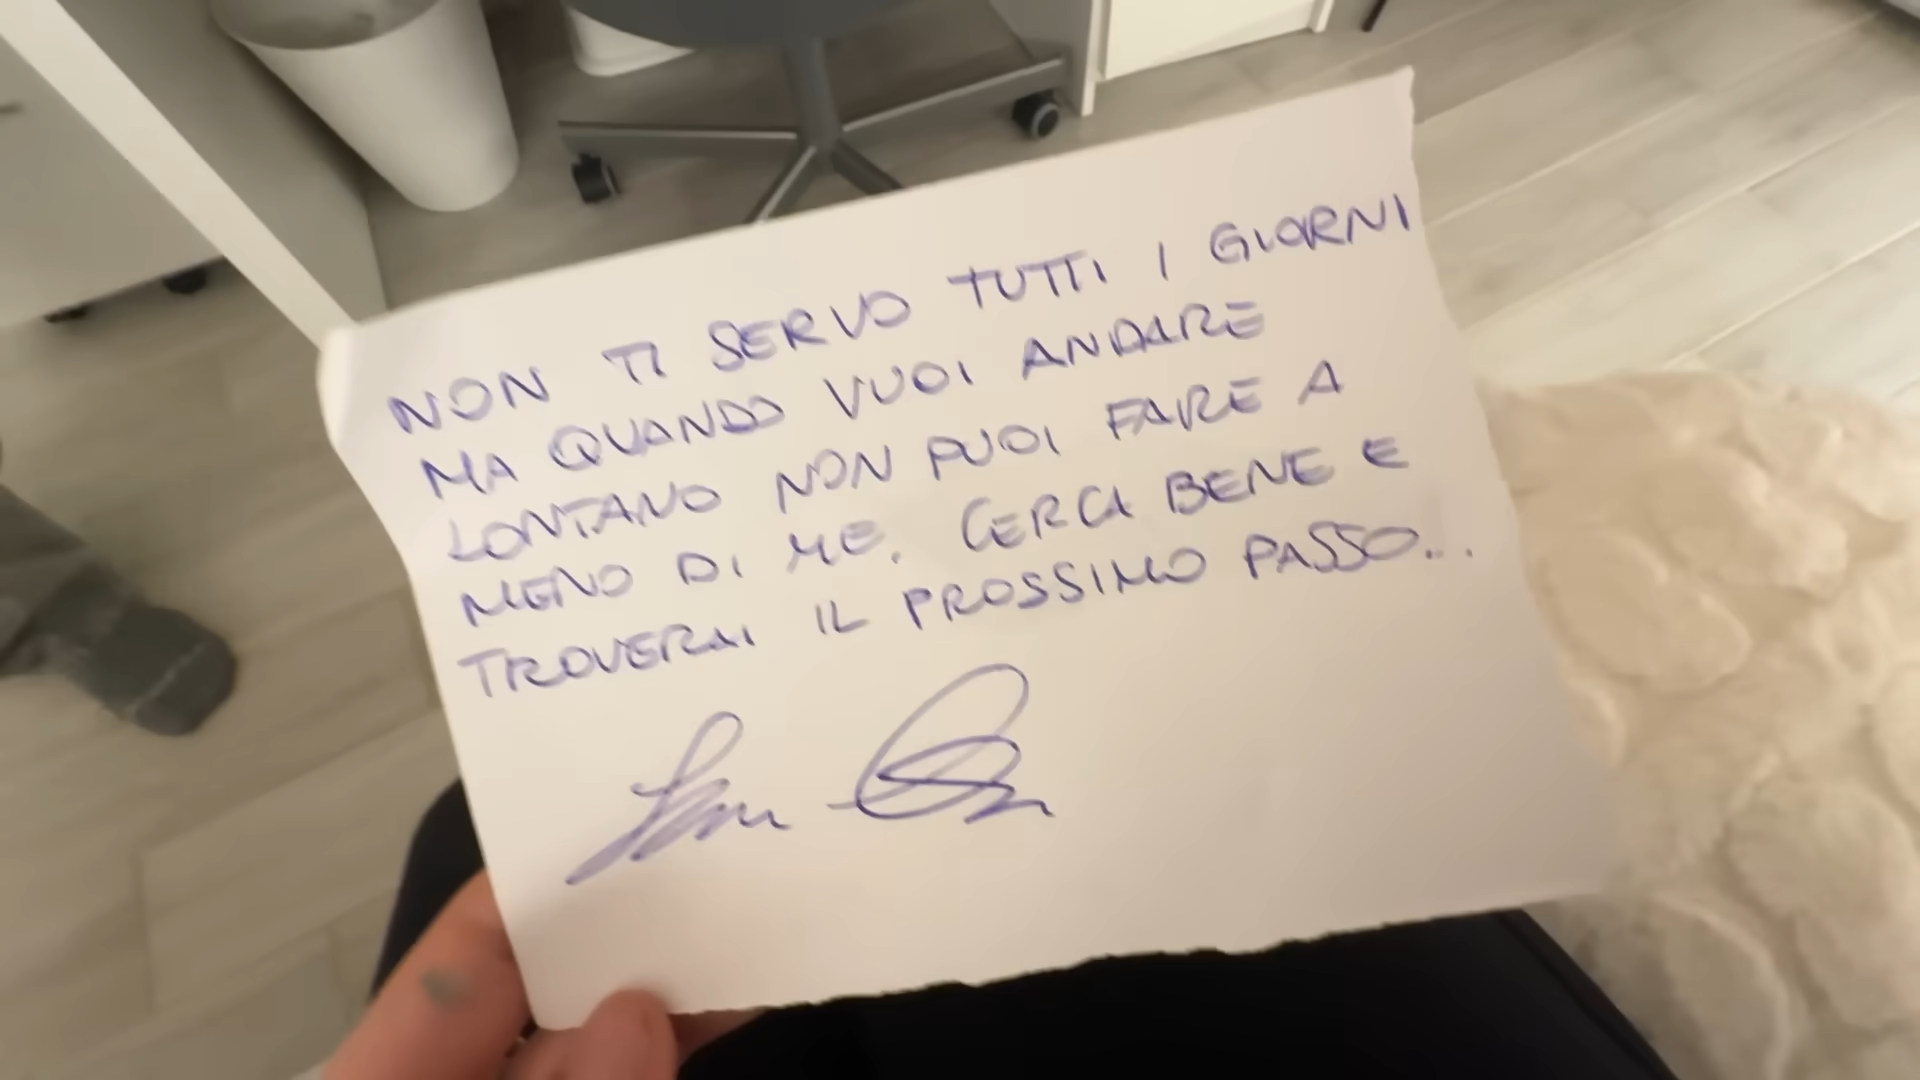 NON TI SERVO TUTTI I GIORNI
MA QUANDO VUOI ANDARE
LONTANO NON PUOI FARE A
MENO DI ME. CERCA BENE E
TROVERAI IL PROSSIMO PASSO...